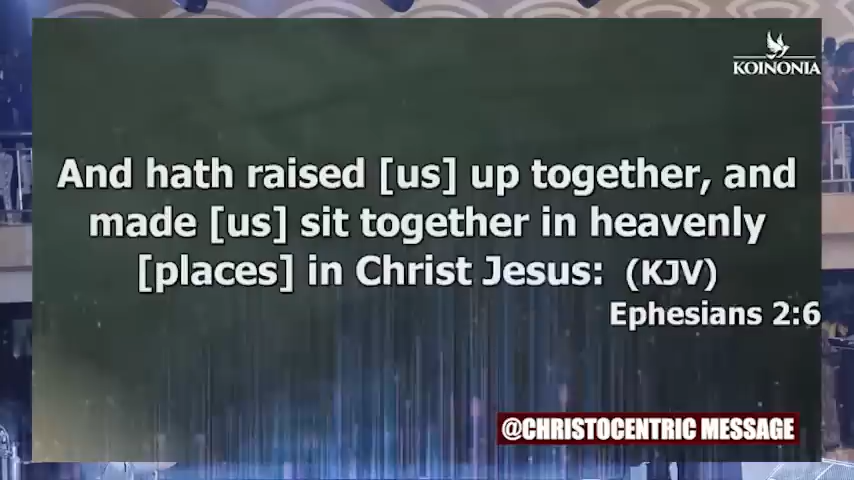 KOINONIA
And hath raised [us] up together, and
made [us] sit together in heavenly
[places] in Christ Jesus: (KJV)
Ephesians 2:6
@CHRISTOCENTRIC MESSAGE